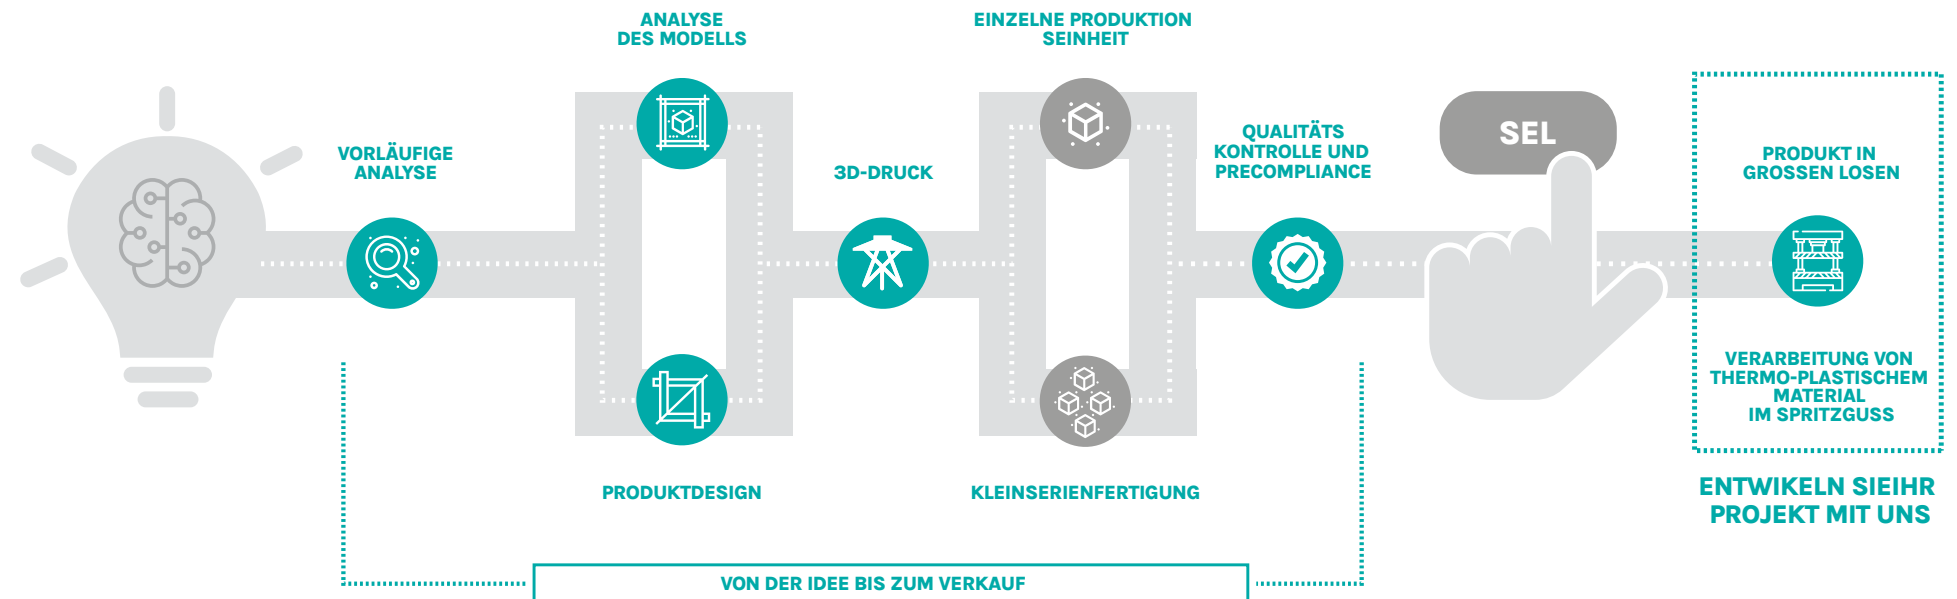 ANALYSE
DES MODELLS
EINZELNE PRODUKTION
SEINHEIT
VORLÄUFIGE
ANALYSE
3D-DRUCK
QUALITÄTS
KONTROLLE UND
PRECOMPLIANCE
SEL
PRODUKT IN
GROSSEN LOSEN
VERARBEITUNG VON
THERMO-PLASTISCHEM
MATERIAL
IM SPRITZGUSS
PRODUKTDESIGN
KLEINSERIENFERTIGUNG
ENTWIKELN SIEIHR
PROJEKT MIT UNS
VON DER IDEE BIS ZUM VERKAUF